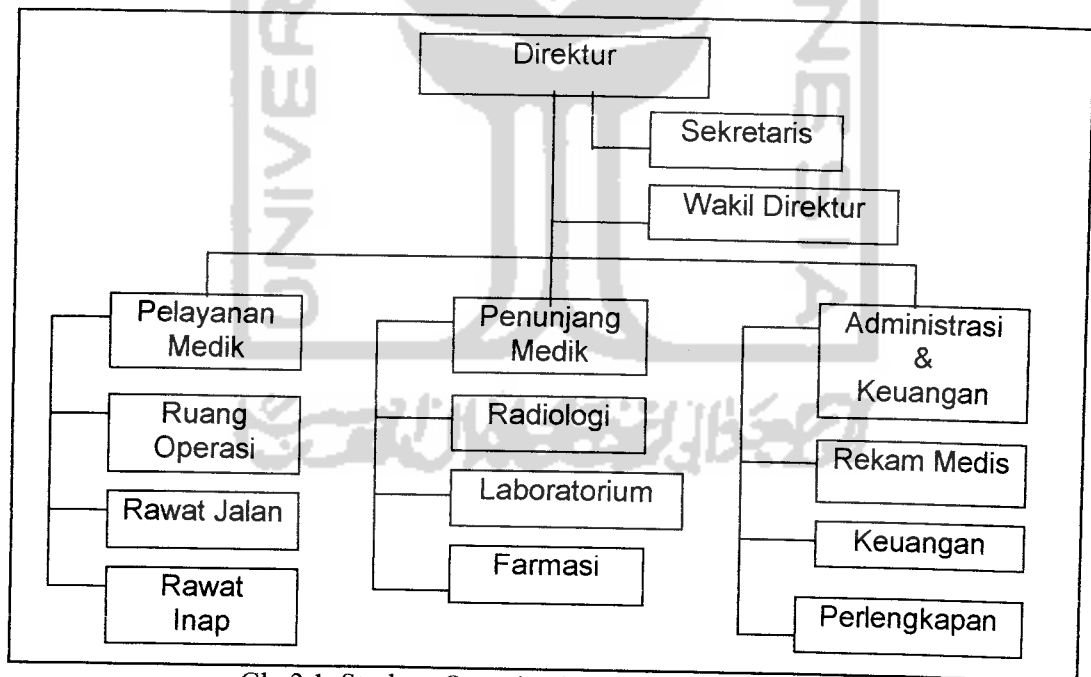 Direktur
Sekretaris
Wakil Direktur
Pelayanan
Medik
Ruang
Operasi
Rawat Jalan
Rawat
Inap
Penunjang
Medik
Radiologi
Laboratorium
Farmasi
Administrasi
&
Keuangan
Rekam Medis
Keuangan
Perlengkapan